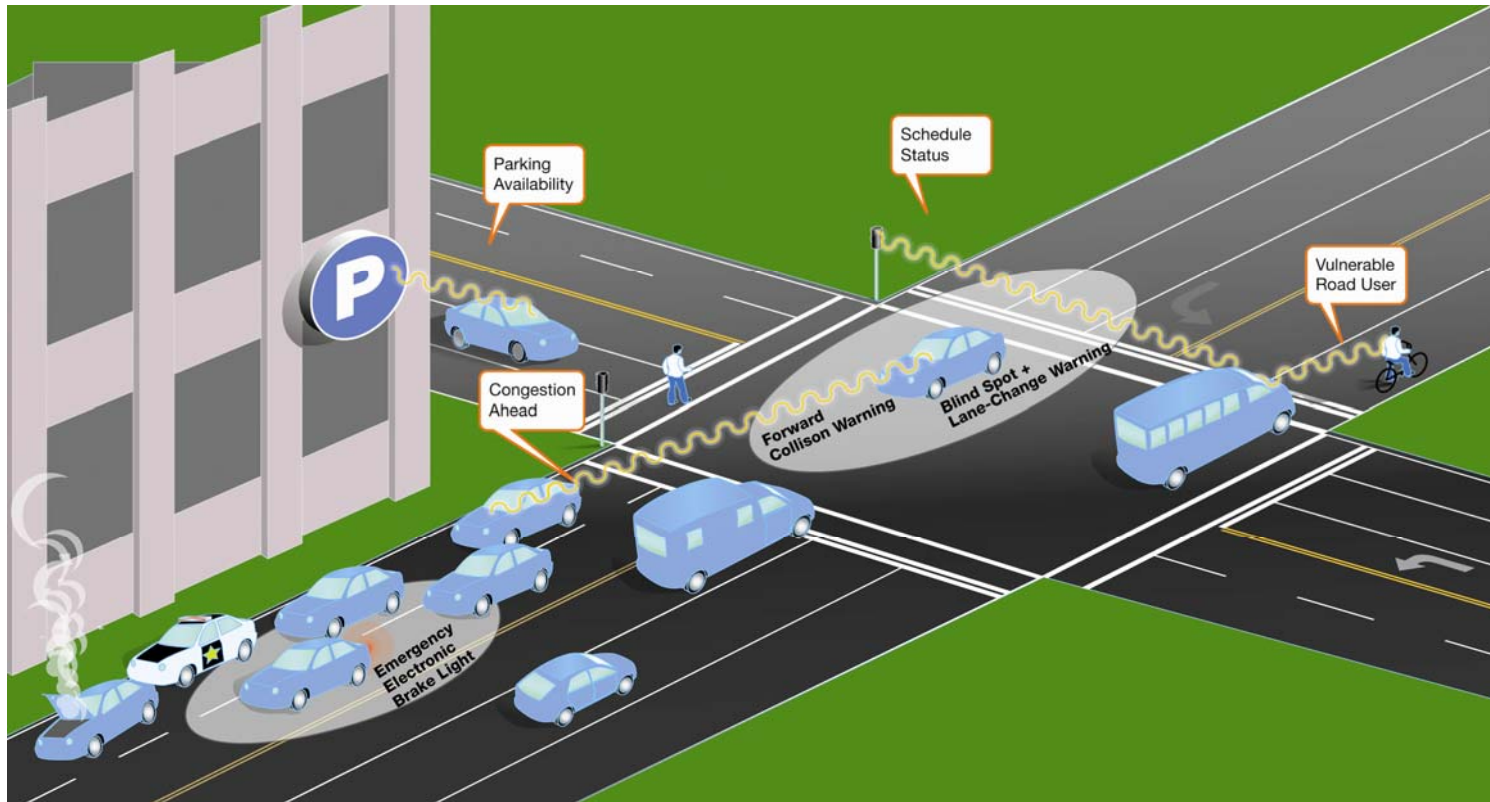 Schedule
Status
Parking
Availability
Vulnerable
Road User
P
Congestion
Ahead
Forward
Collison Warning
Blind Spot +
Lane-Change Warning
Emergency
Electronic
Brake Light